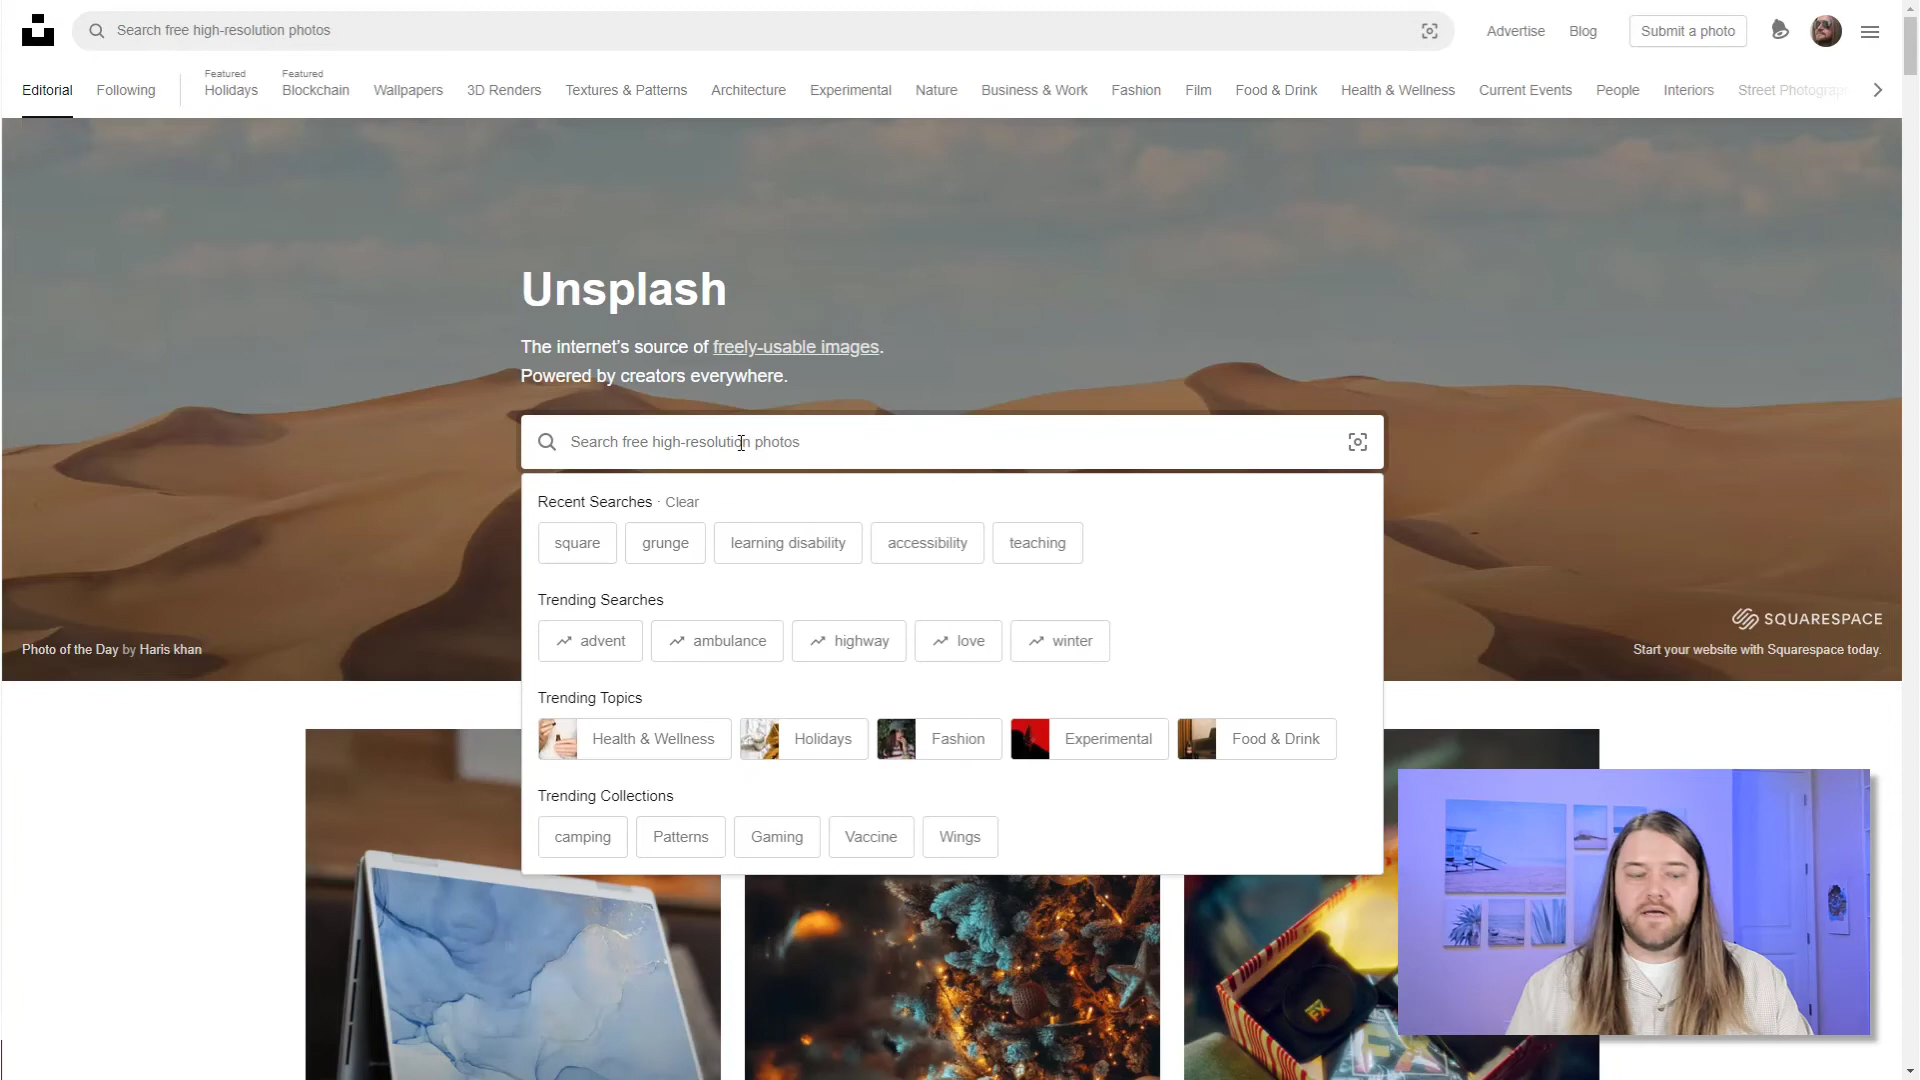 Search free high-resolution photos
Advertise
Blog
Submit a photo
Editorial
Following
Featured
Holidays
Featured
Blockchain
Wallpapers
3D Renders
Textures & Patterns
Architecture
Experimental
Nature
Business & Work
Fashion
Film
Food & Drink
Health & Wellness
Current Events
People
Interiors
Street Photograp
Unsplash
The internet's source of freely-usable images.
Powered by creators everywhere.
Search free high-resolution photos
Recent Searches · Clear
square
grunge
learning disability
accessibility
teaching
Trending Searches
advent
ambulance
highway
love
winter
Trending Topics
Health & Wellness
Holidays
Fashion
Experimental
Food & Drink
Trending Collections
camping
Patterns
Gaming
Vaccine
Wings
Photo of the Day by Haris khan
SQUARESPACE
Start your website with Squarespace today.
FX